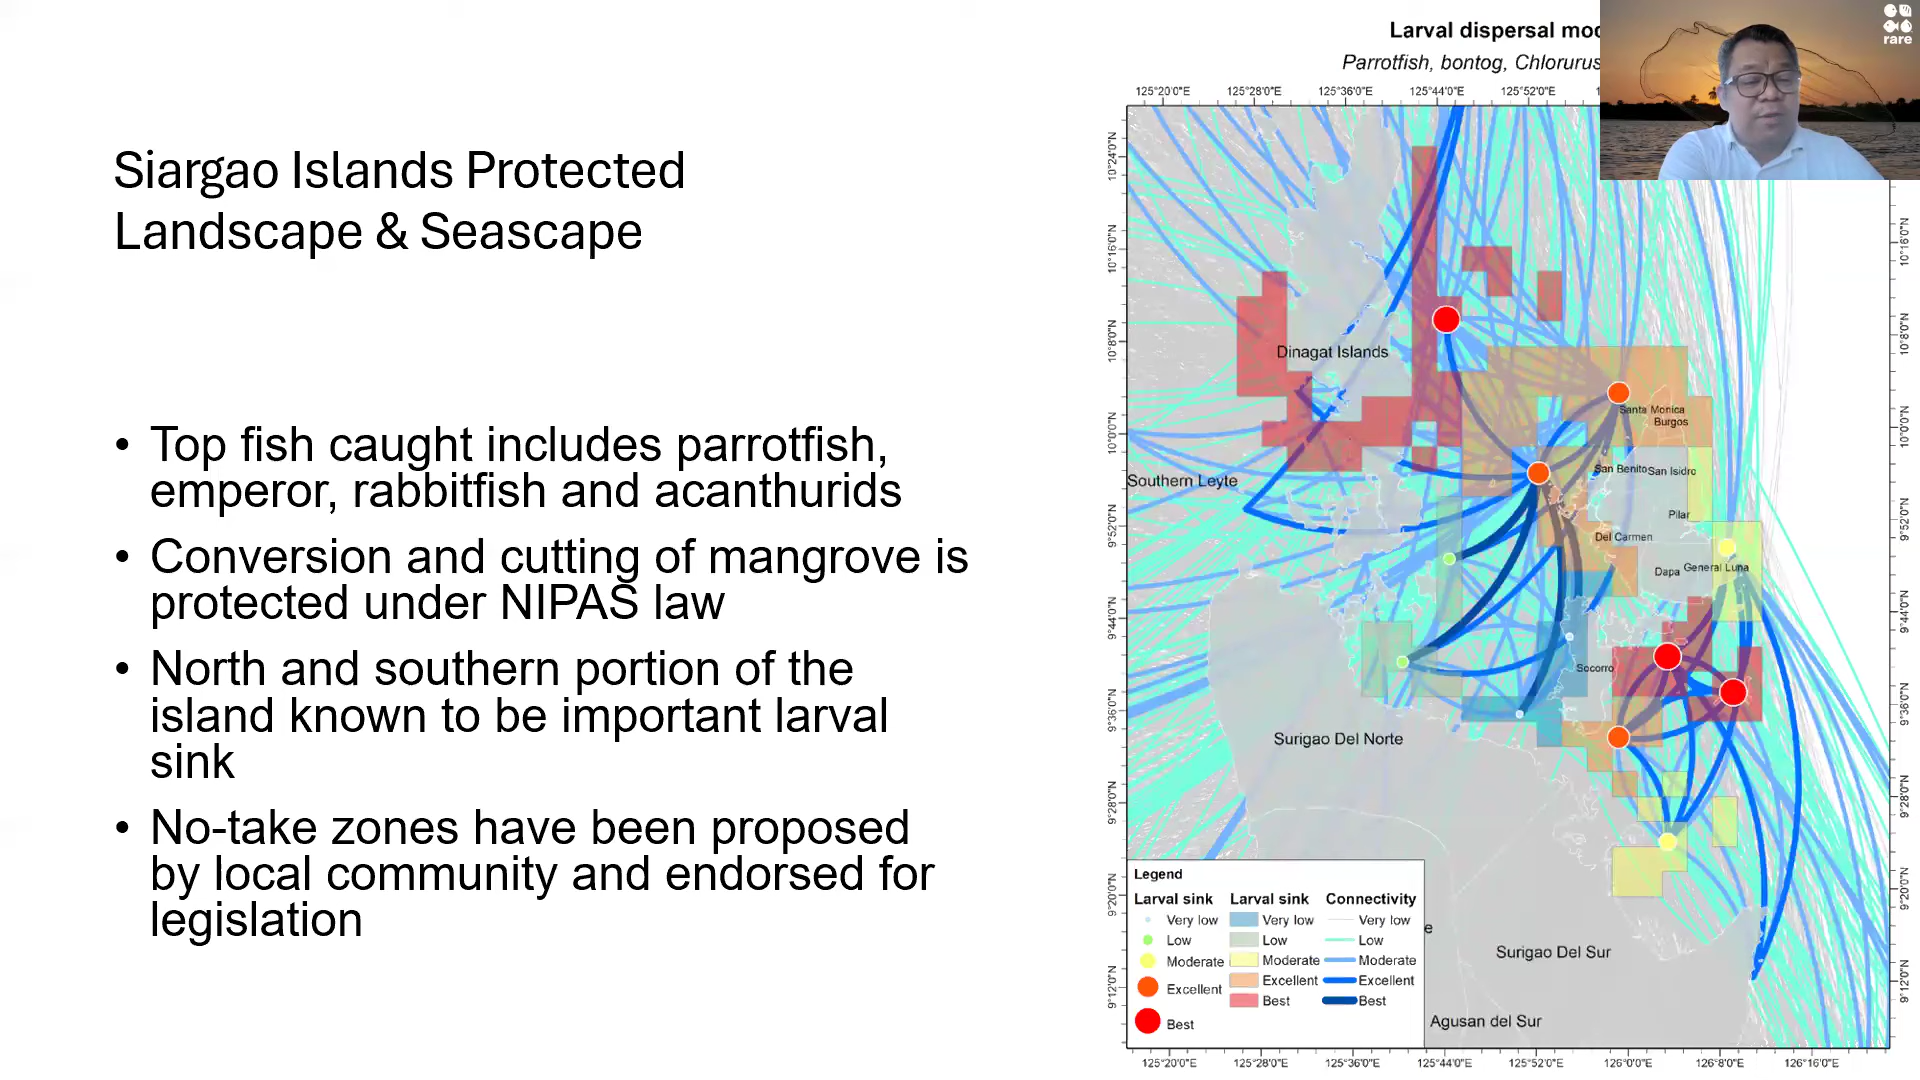 Siargao Islands Protected
Landscape & Seascape
• Top fish caught includes parrotfish,
emperor, rabbitfish and acanthurids
• Conversion and cutting of mangrove is
protected under NIPAS law
• North and southern portion of the
island known to be important larval
sink
• No-take zones have been proposed
by local community and endorsed for
legislation
Larval dispersal mo
Parrotfish, bontog, Chlorurus
rare
125°20'0"E 125°28'0"E 125°36'0"E 125°44'0"E 125°52'0"E
10°24'0"N
10°16'0"N
10°8'0"N
10°0'0"N
9°52'0"N
9°44'0"N
9°36'0"N
9°28'0"N
9°20'0"N
9°12'0"N
Dinagat Islands
Santa Monica
Burgos
San Benito San Isidro
Southern Leyte
Pilar
Del Carmen
Dapa General Luna
Socorro
Surigao Del Norte
Surigao Del Sur
Agusan del Sur
e
Legend
Larval sink Larval sink Connectivity
Very low Very low Very low
Low Low Low
Moderate Moderate Moderate
Excellent Excellent Excellent
Best Best Best
10°16'0"N
10°8'0"N
10°0'0"N
9°52'0"N
9°44'0"N
9°36'0"N
9°28'0"N
9°20'0"N
9°12'0"N
125°20'0"E 125°28'0"E 125°36'0"E 125°44'0"E 125°52'0"E 126°0'0"E 126°8'0"E 126°16'0"E